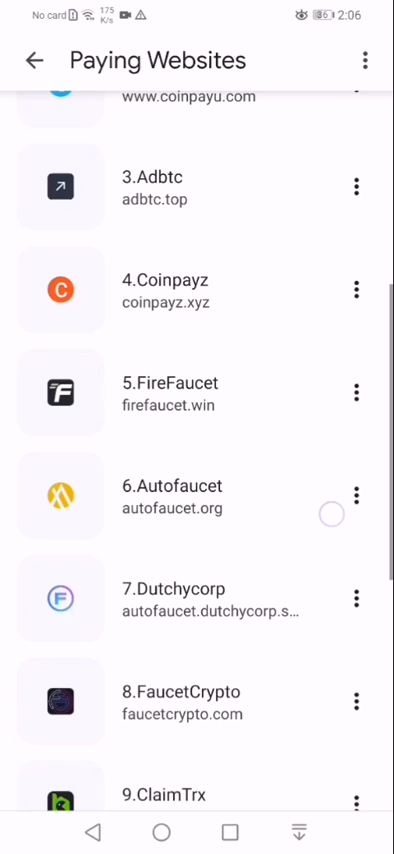 No card 175 K/s 36 2:06
Paying Websites
www.coinpayu.com
3.Adbtc
adbtc.top
4.Coinpayz
coinpayz.xyz
5.FireFaucet
firefaucet.win
6.Autofaucet
autofaucet.org
7.Dutchycorp
autofaucet.dutchycorp.s...
8.FaucetCrypto
faucetcrypto.com
9.ClaimTrx